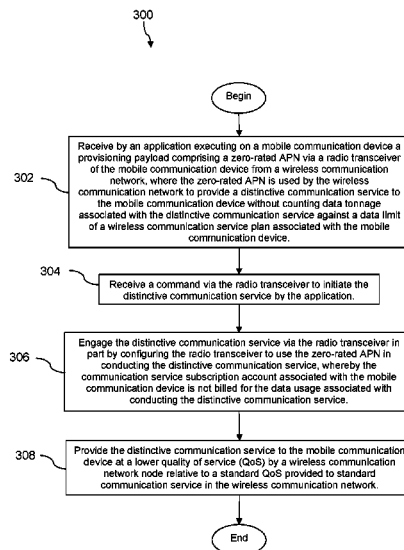 300
Begin
302
Receive by an application executing on a mobile communication device a
provisioning payload comprising a zero-rated APN via a radio transceiver
of the mobile communication device from a wireless communication
network, where the zero-rated APN is used by the wireless
communication network to provide a distinctive communication service to
the mobile communication device without counting data tonnage
associated with the distinctive communication service against a data limit
of a wireless communication service plan associated with the mobile
communication device.
304
Receive a command via the radio transceiver to initiate the
distinctive communication service by the application.
306
Engage the distinctive communication service via the radio transceiver in
part by configuring the radio transceiver to use the zero-rated APN in
conducting the distinctive communication service, whereby the
communication service subscription account associated with the mobile
communication device is not billed for the data usage associated with
conducting the distinctive communication service.
308
Provide the distinctive communication service to the mobile communication
device at a lower quality of service (QoS) by a wireless communication
network node relative to a standard QoS provided to standard
communication service in the wireless communication network.
End